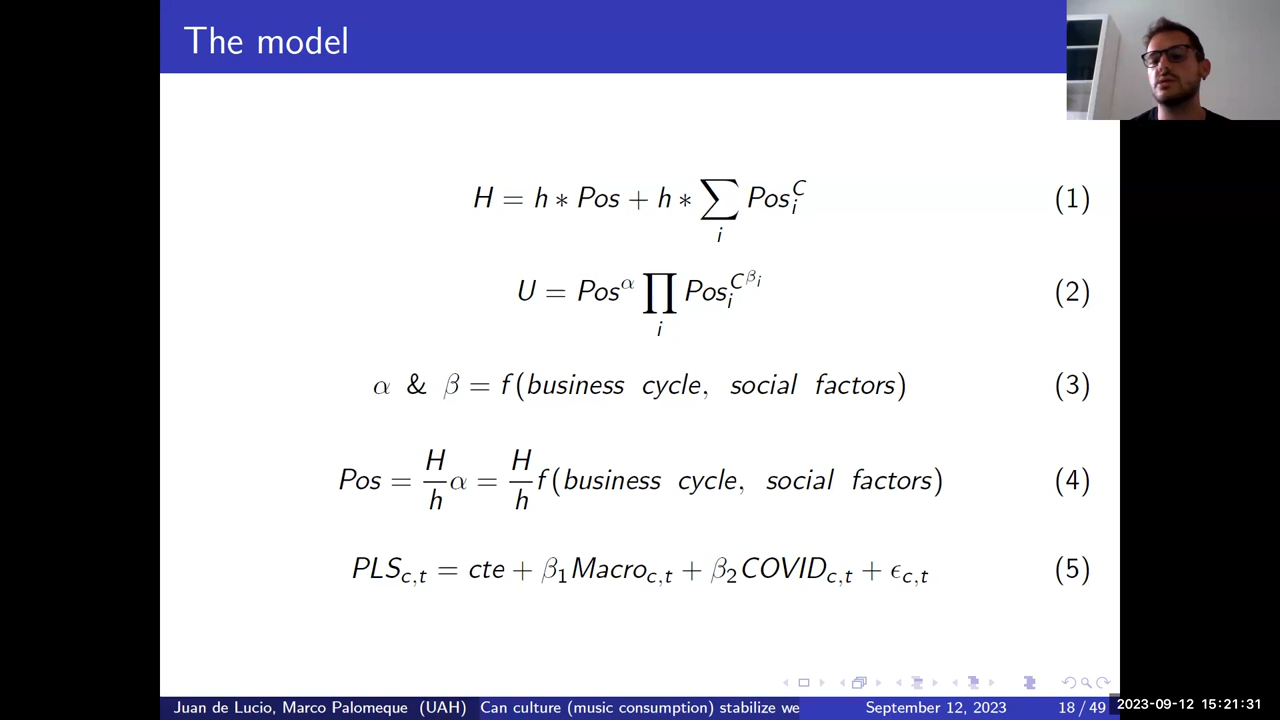 The model
H = h ∗ Pos + h ∗ ∑_i Pos_i^C (1)
U = Pos^α ∏_i Pos_i^{C^{β_i}} (2)
α & β = f(business cycle, social factors) (3)
Pos = H/h α = H/h f(business cycle, social factors) (4)
PLS_{c,t} = cte + β_1 Macro_{c,t} + β_2 COVID_{c,t} + ϵ_{c,t} (5)
Juan de Lucio, Marco Palomeque (UAH) Can culture (music consumption) stabilize we September 12, 2023 18 / 49
2023-09-12 15:21:31